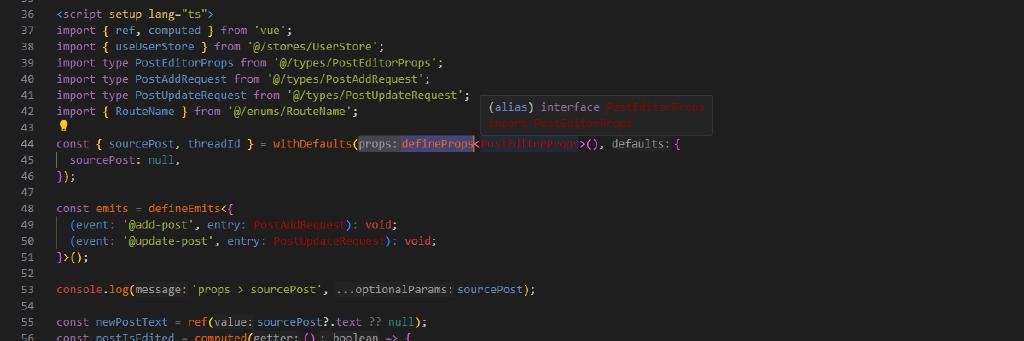 35
36 <script setup lang="ts">
37 import { ref, computed } from 'vue';
38 import { useUserStore } from '@/stores/UserStore';
39 import type PostEditorProps from '@/types/PostEditorProps';
40 import type PostAddRequest from '@/types/PostAddRequest';
41 import type PostUpdateRequest from '@/types/PostUpdateRequest';
42 import { RouteName } from '@/enums/RouteName';
(alias) interface PostEditorProps
import PostEditorProps
43
44 const { sourcePost, threadId } = withDefaults(props: defineProps<PostEditorProps>(), defaults: {
45 sourcePost: null,
46 });
47
48 const emits = defineEmits<{
49 (event: '@add-post', entry: PostAddRequest): void;
50 (event: '@update-post', entry: PostUpdateRequest): void;
51 }>();
52
53 console.log(message: 'props > sourcePost', ...optionalParams: sourcePost);
54
55 const newPostText = ref(value: sourcePost?.text ?? null);
56 const postIsEdited = computed(getter: (): boolean => {